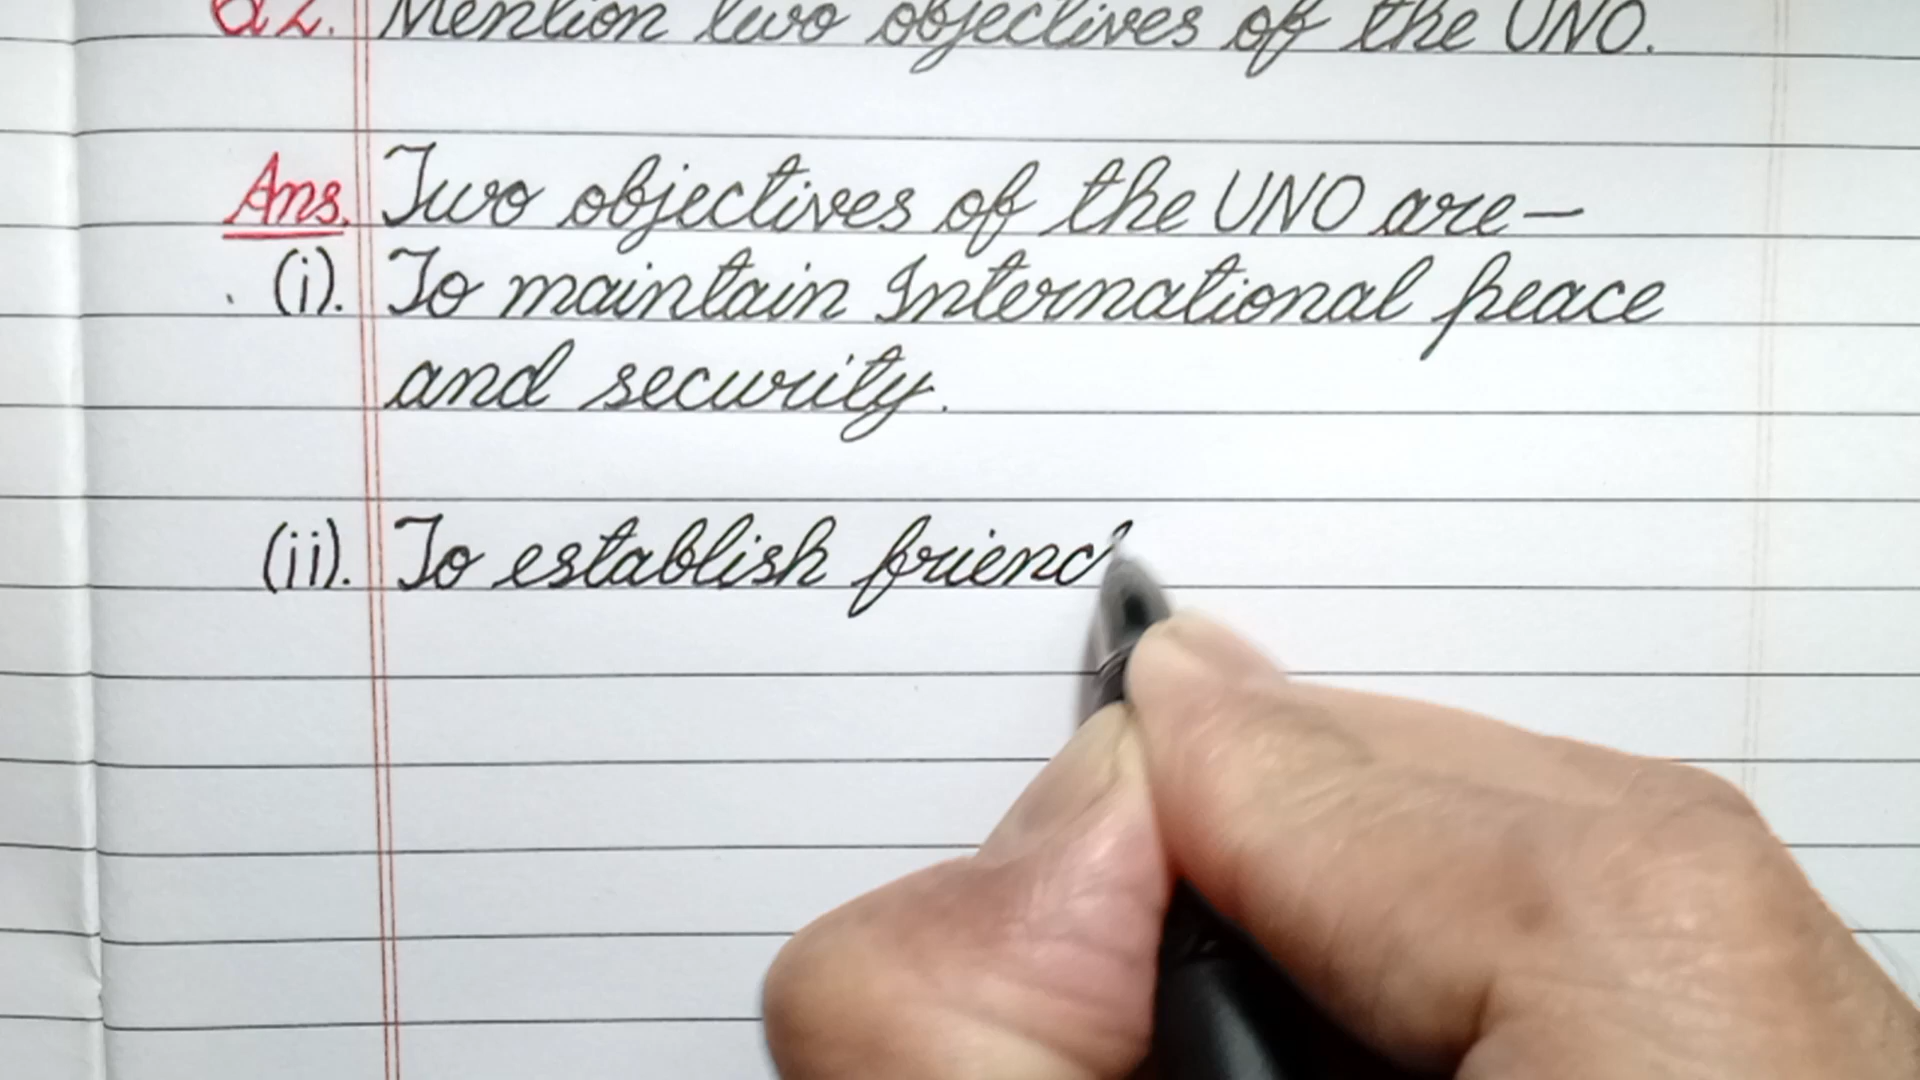 Q2. Mention two objectives of the UNO.
Ans. Two objectives of the UNO are—
(i). To maintain International peace
and security.
(ii). To establish friend